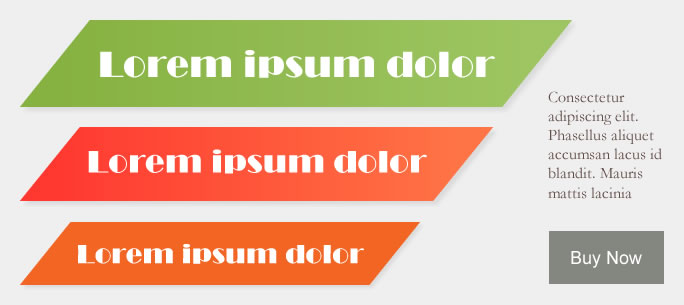 Lorem ipsum dolor
Lorem ipsum dolor
Lorem ipsum dolor
Consectetur
adipiscing elit.
Phasellus aliquet
accumsan lacus id
blandit. Mauris
mattis lacinia
Buy Now